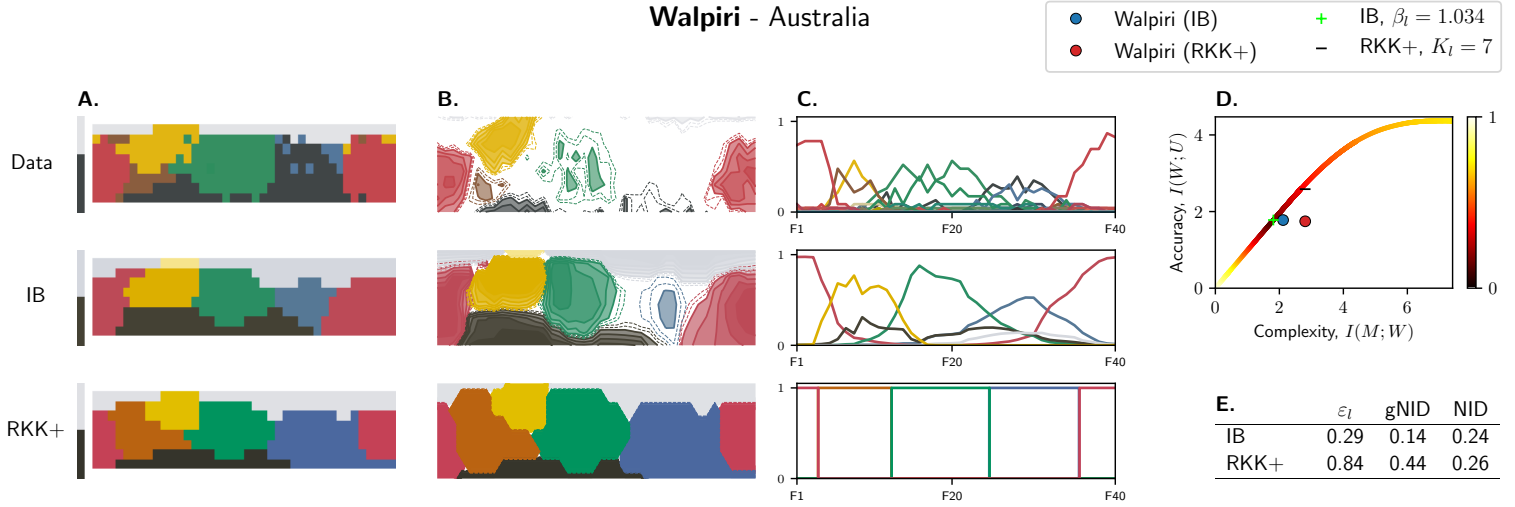 Walpiri - Australia
Walpiri (IB)
Walpiri (RKK+)
IB, β_l = 1.034
RKK+, K_l = 7
A.
B.
C.
D.
Data
IB
RKK+
1
0
F1
F20
F40
1
0
F1
F20
F40
1
0
F1
F20
F40
Accuracy, I(W; U)
4
2
0
0
2
4
6
Complexity, I(M; W)
1
0
E.
ε_l gNID NID
IB 0.29 0.14 0.24
RKK+ 0.84 0.44 0.26